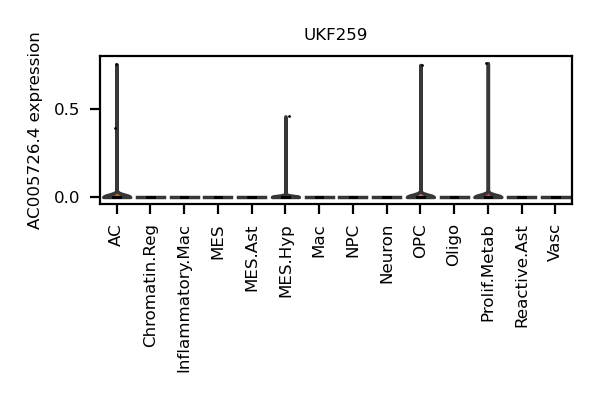 UKF259
AC005726.4 expression
0.5
0.0
AC
Chromatin.Reg
Inflammatory.Mac
MES
MES.Ast
MES.Hyp
Mac
NPC
Neuron
OPC
Oligo
Prolif.Metab
Reactive.Ast
Vasc